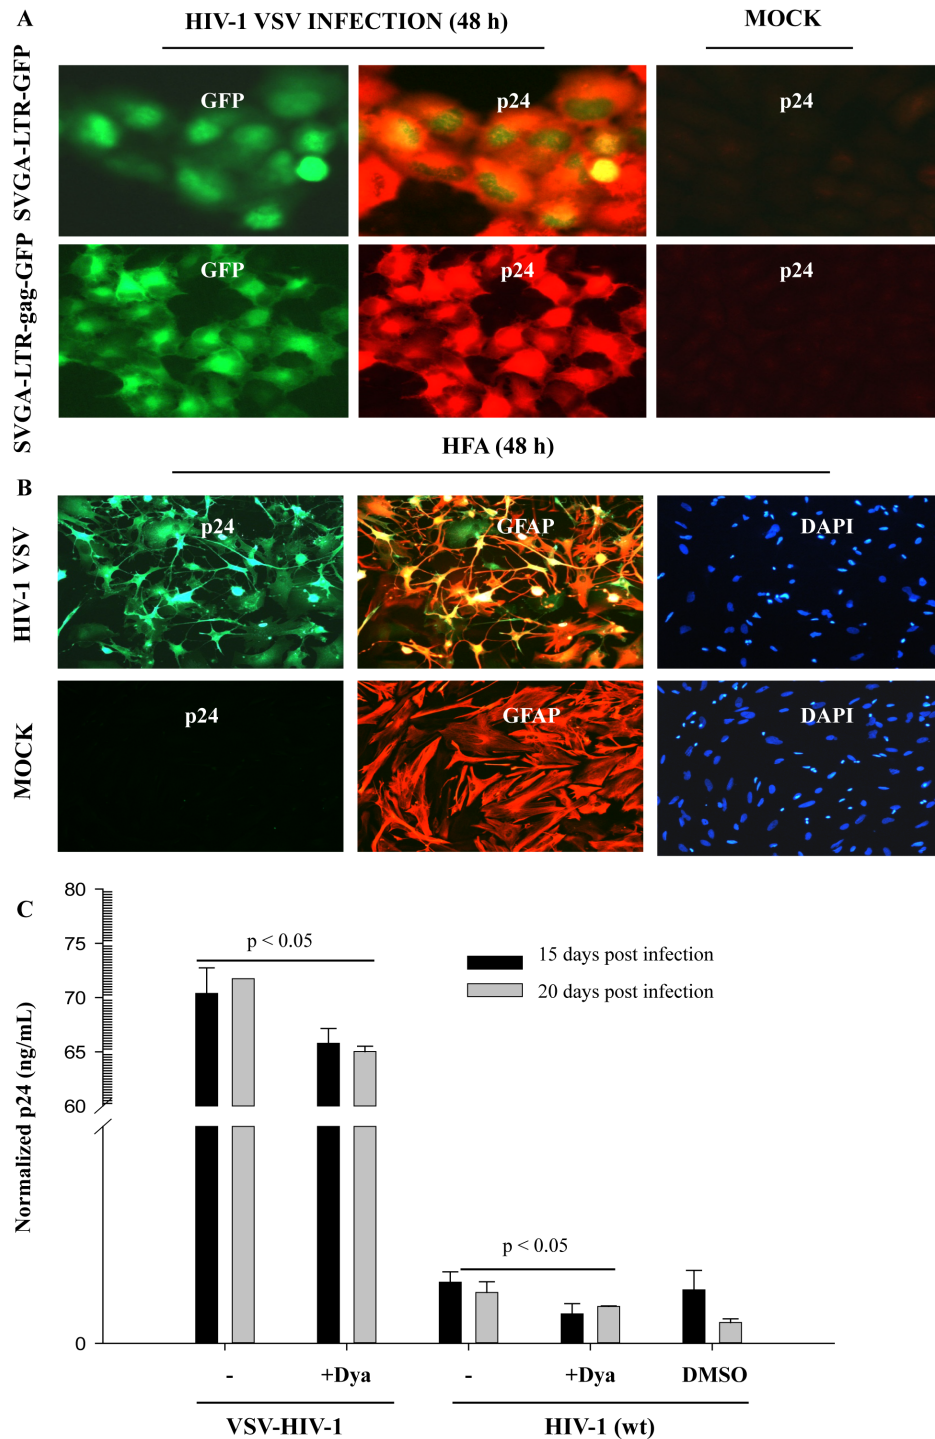 A
HIV-1 VSV INFECTION (48 h)
MOCK
SVGA-LTR-GFP
GFP
p24
p24
SVGA-LTR-gag-GFP
GFP
p24
p24
HFA (48 h)
B
HIV-1 VSV
p24
GFAP
DAPI
MOCK
p24
GFAP
DAPI
C
Normalized p24 (ng/mL)
80
75
70
65
60
0
p < 0.05
15 days post infection
20 days post infection
p < 0.05
- +Dya - +Dya DMSO
VSV-HIV-1 HIV-1 (wt)